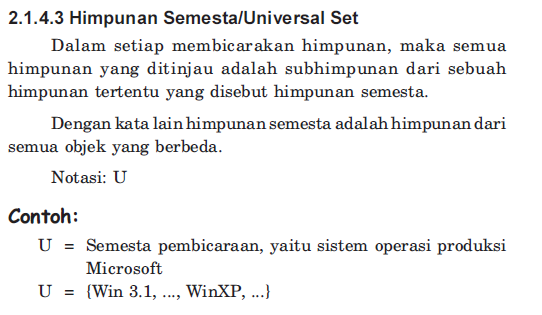 2.1.4.3 Himpunan Semesta/Universal Set
Dalam setiap membicarakan himpunan, maka semua
himpunan yang ditinjau adalah subhimpunan dari sebuah
himpunan tertentu yang disebut himpunan semesta.
Dengan kata lain himpunan semesta adalah himpunan dari
semua objek yang berbeda.
Notasi: U
Contoh:
U = Semesta pembicaraan, yaitu sistem operasi produksi
Microsoft
U = {Win 3.1, ..., WinXP, ...}